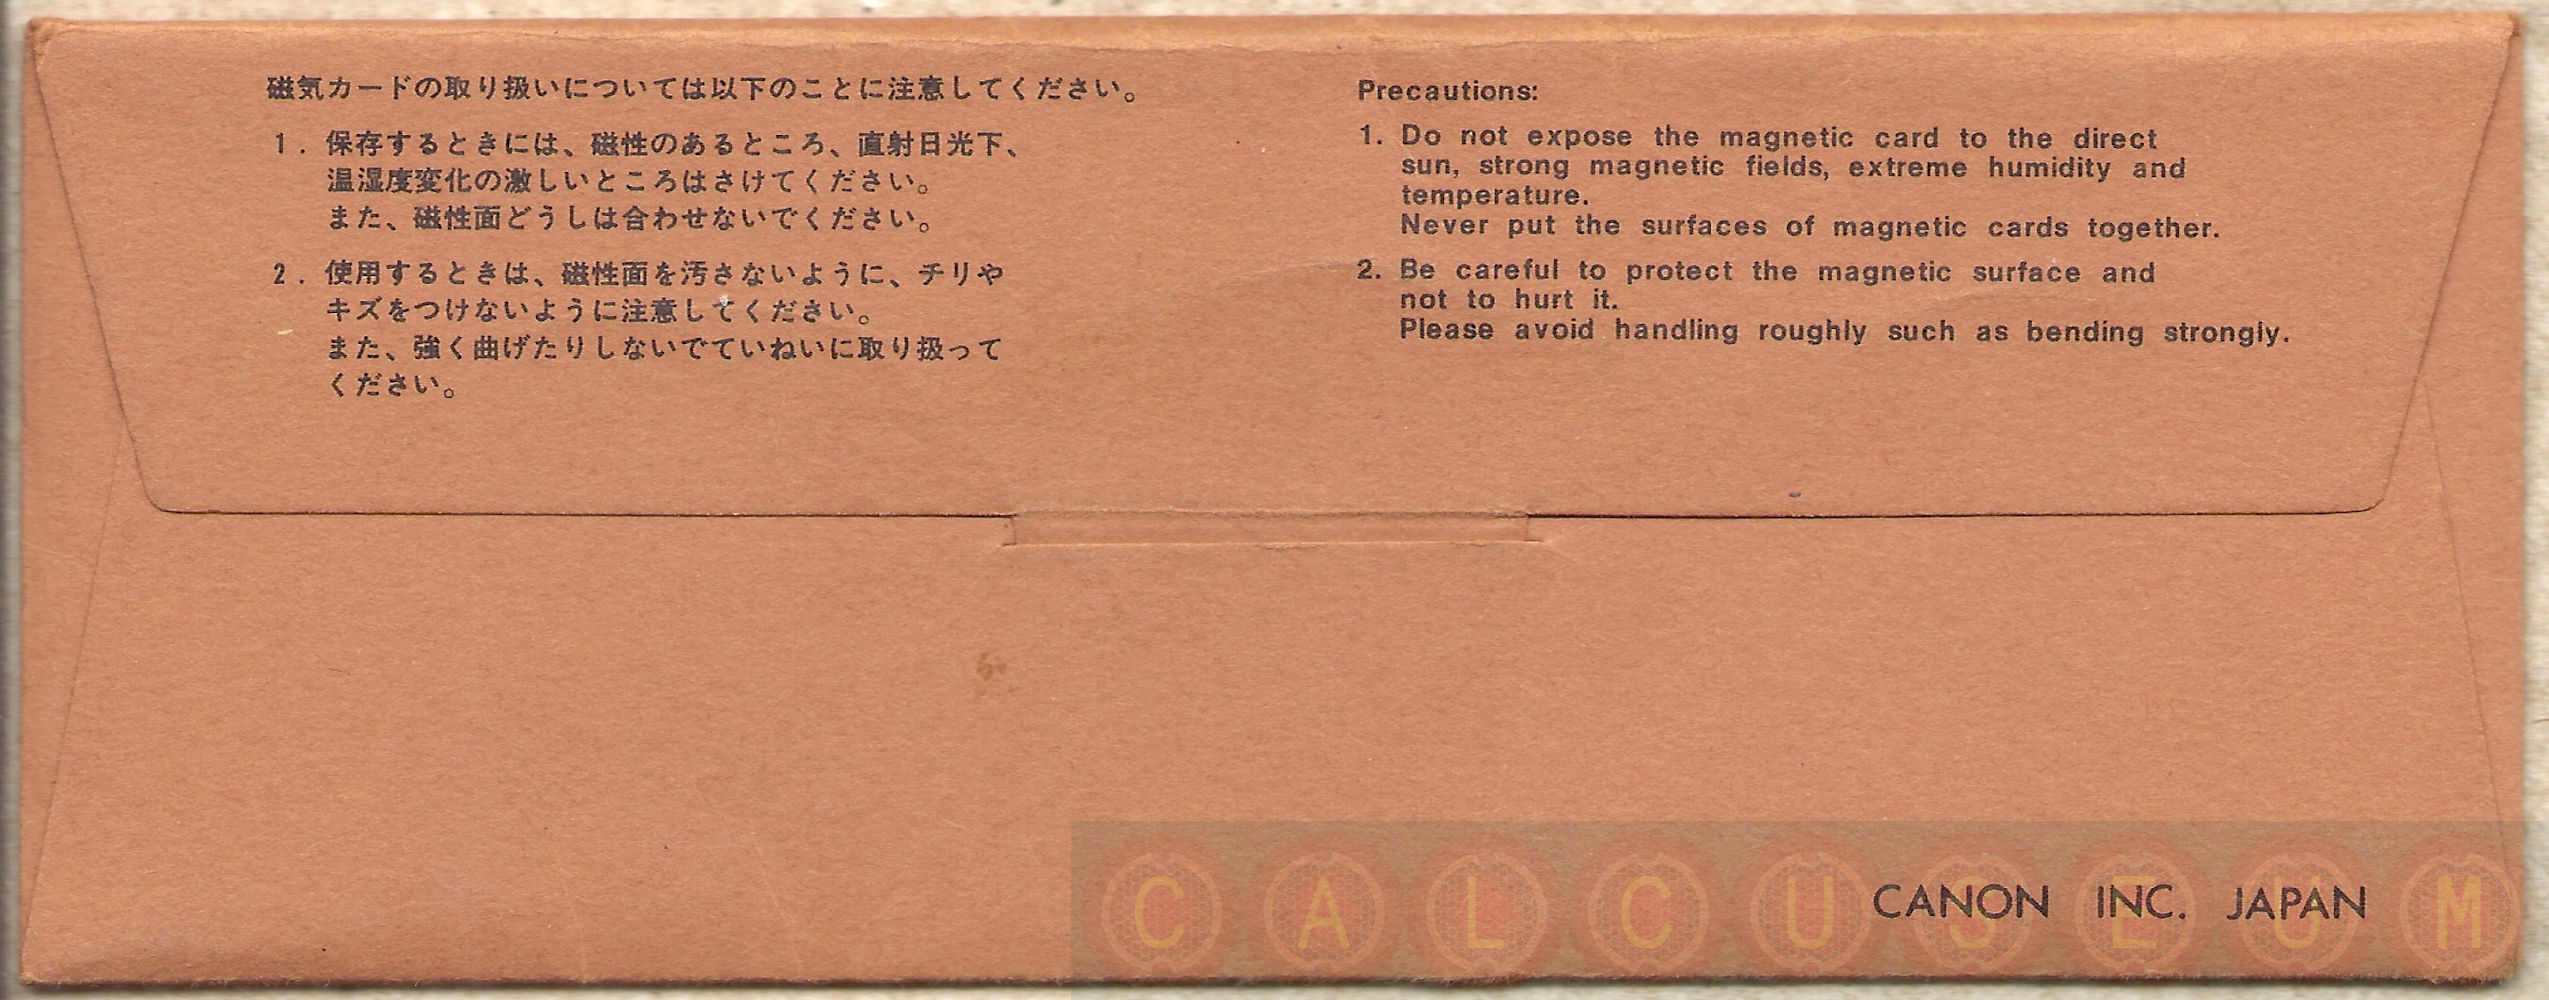 磁気カードの取り扱いについては以下のことに注意してください。
1. 保存するときには、磁性のあるところ、直射日光下、
温湿度変化の激しいところはさけてください。
また、磁性面どうしは合わせないでください。
2. 使用するときは、磁性面を汚さないように、チリや
キズをつけないように注意してください。
また、強く曲げたりしないでていねいに取り扱って
ください。
Precautions:
1. Do not expose the magnetic card to the direct
sun, strong magnetic fields, extreme humidity and
temperature.
Never put the surfaces of magnetic cards together.
2. Be careful to protect the magnetic surface and
not to hurt it.
Please avoid handling roughly such as bending strongly.
CANON INC. JAPAN
CALCUSEUM